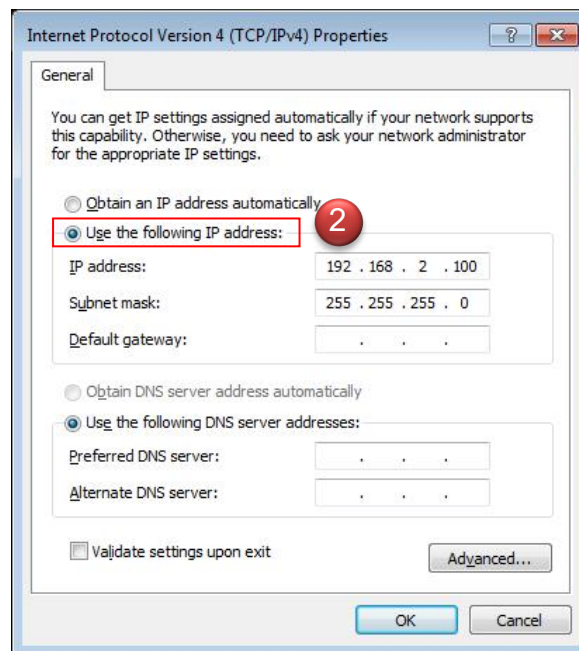 Internet Protocol Version 4 (TCP/IPv4) Properties
General
You can get IP settings assigned automatically if your network supports
this capability. Otherwise, you need to ask your network administrator
for the appropriate IP settings.
Obtain an IP address automatically
Use the following IP address:
2
IP address: 192 . 168 . 2 . 100
Subnet mask: 255 . 255 . 255 . 0
Default gateway: . . .
Obtain DNS server address automatically
Use the following DNS server addresses:
Preferred DNS server: . . .
Alternate DNS server: . . .
Validate settings upon exit
Advanced...
OK Cancel